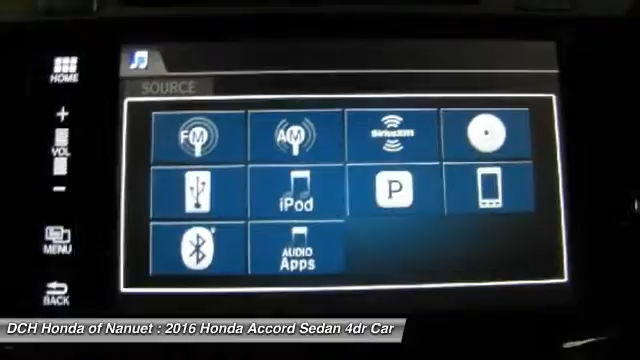 HOME
SOURCE
FM
AM
SiriusXM
VOL
iPod
P
MENU
AUDIO
Apps
BACK
DCH Honda of Nanuet : 2016 Honda Accord Sedan 4dr Car